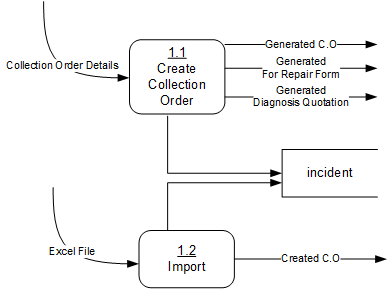 1.1
Create
Collection
Order
Collection Order Details
Generated C.O
Generated
For Repair Form
Generated
Diagnosis Quotation
incident
Excel File
1.2
Import
Created C.O